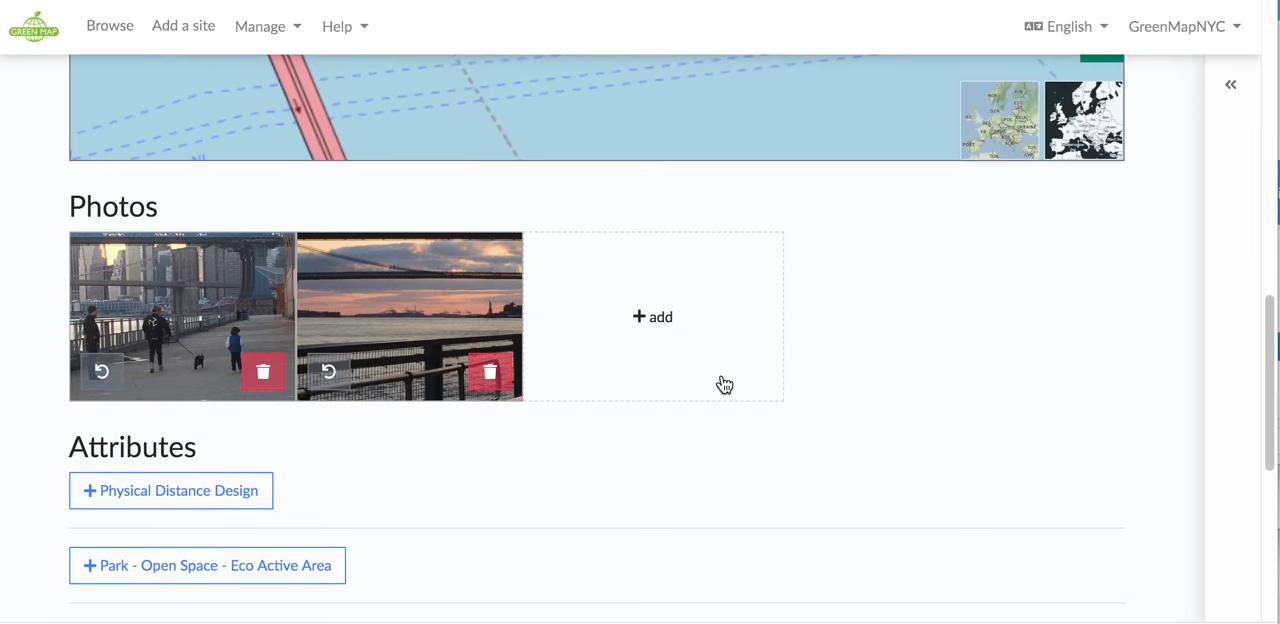 GREEN MAP
Browse
Add a site
Manage
Help
English
GreenMapNYC
Photos
add
Attributes
Physical Distance Design
Park - Open Space - Eco Active Area